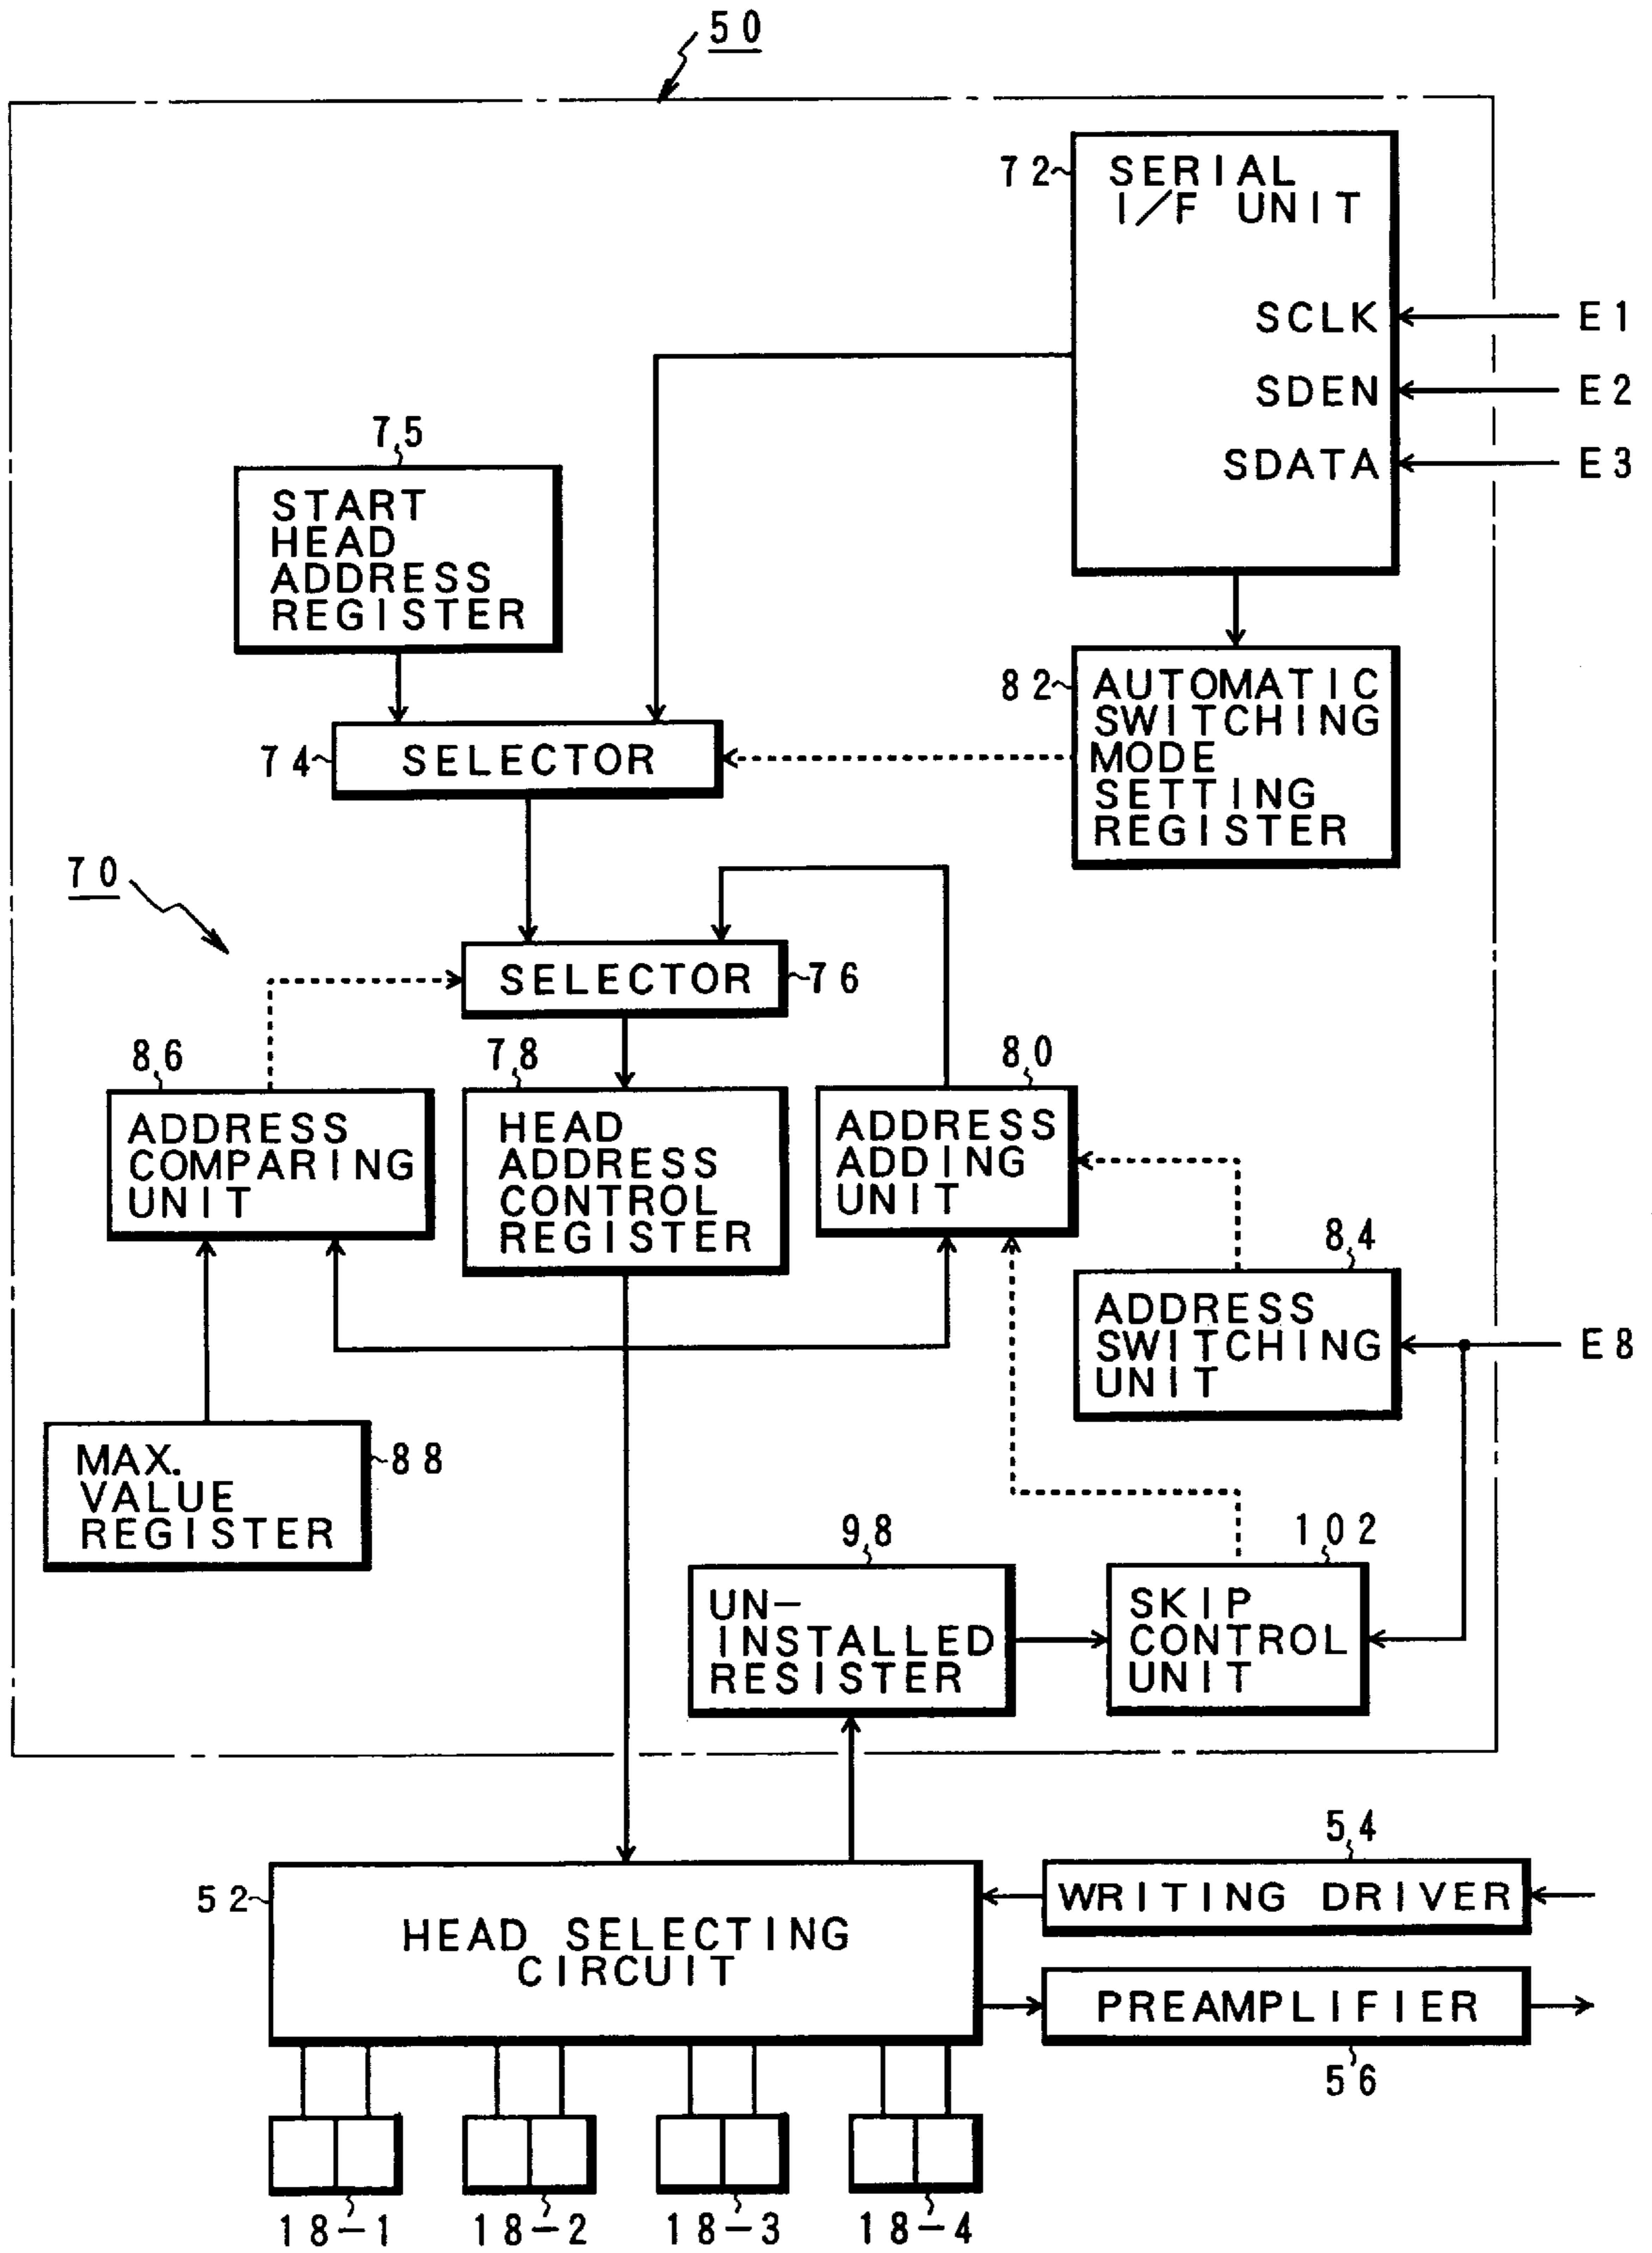 50
72
SERIAL
I/F UNIT
SCLK
E1
SDEN
E2
SDATA
E3
75
START
HEAD
ADDRESS
REGISTER
82
AUTOMATIC
SWITCHING
MODE
SETTING
REGISTER
74
SELECTOR
70
SELECTOR
76
86
ADDRESS
COMPARING
UNIT
78
HEAD
ADDRESS
CONTROL
REGISTER
80
ADDRESS
ADDING
UNIT
84
ADDRESS
SWITCHING
UNIT
E8
MAX.
VALUE
REGISTER
88
98
UN-
INSTALLED
RESISTER
102
SKIP
CONTROL
UNIT
52
HEAD SELECTING
CIRCUIT
54
WRITING DRIVER
PREAMPLIFIER
56
18-1
18-2
18-3
18-4